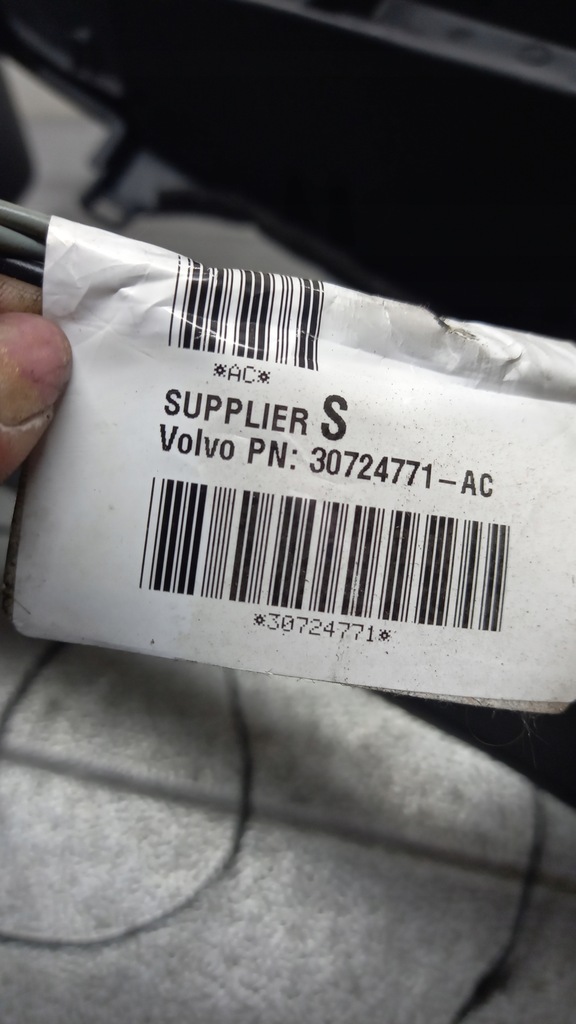 *AC*
SUPPLIER S
Volvo PN: 30724771-AC
*30724771*